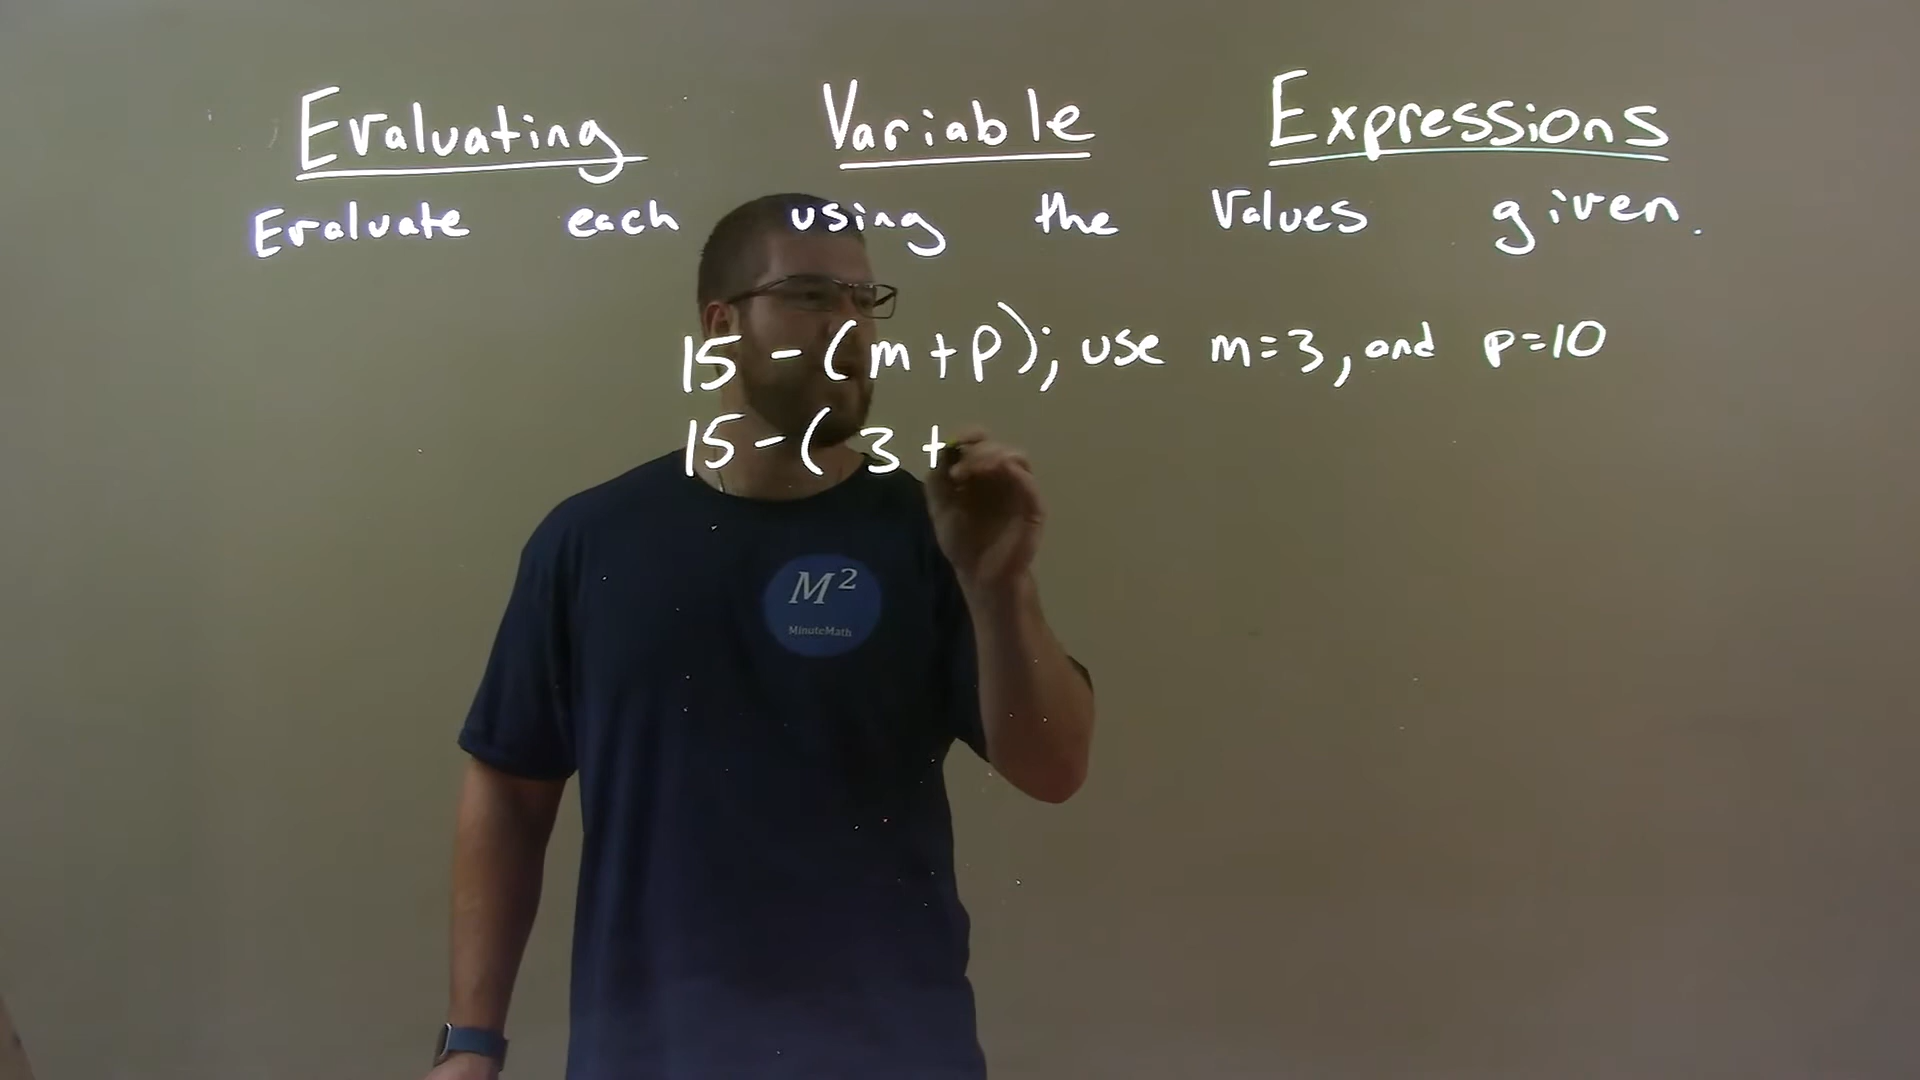 Evaluating Variable Expressions
Evaluate each using the values given.
15 - (m + p); use m=3, and p=10
15 - ( 3 +
M²
MinuteMath